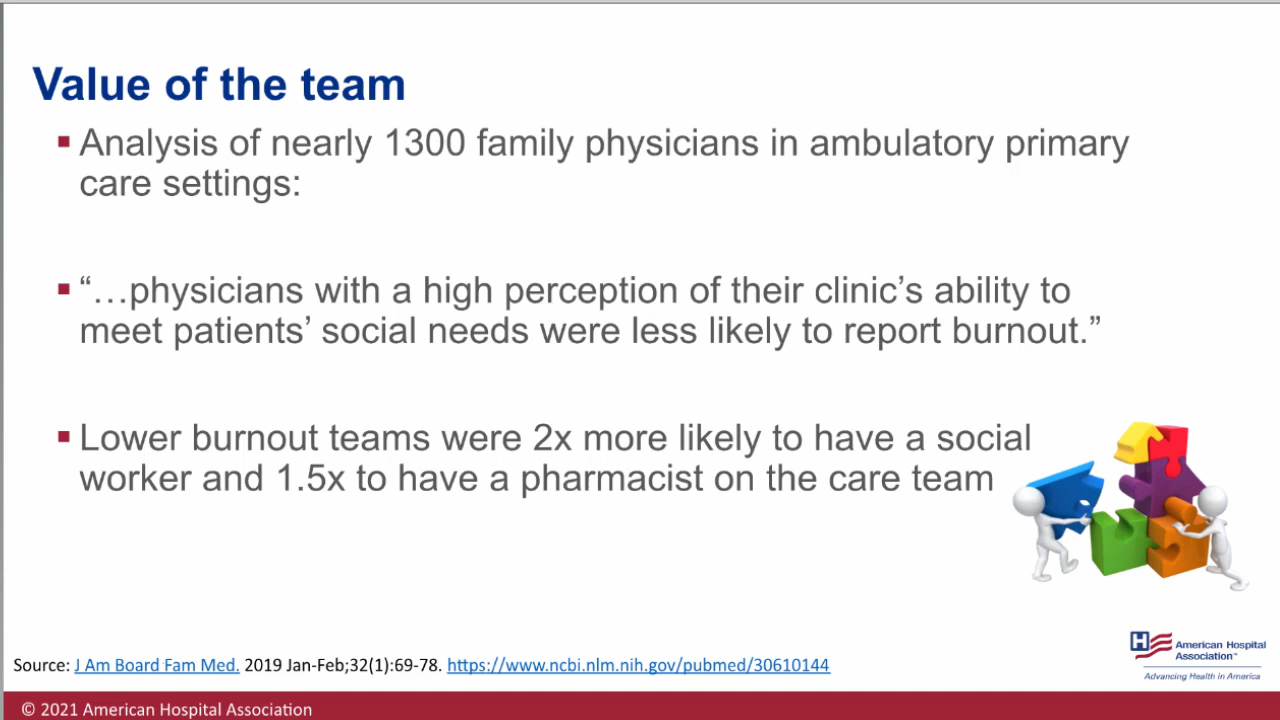 Value of the team
▪ Analysis of nearly 1300 family physicians in ambulatory primary
care settings:
▪ “…physicians with a high perception of their clinic’s ability to
meet patients’ social needs were less likely to report burnout.”
▪ Lower burnout teams were 2x more likely to have a social
worker and 1.5x to have a pharmacist on the care team
Source: J Am Board Fam Med. 2019 Jan-Feb;32(1):69-78. https://www.ncbi.nlm.nih.gov/pubmed/30610144
H
American Hospital
Association™
Advancing Health in America
© 2021 American Hospital Association